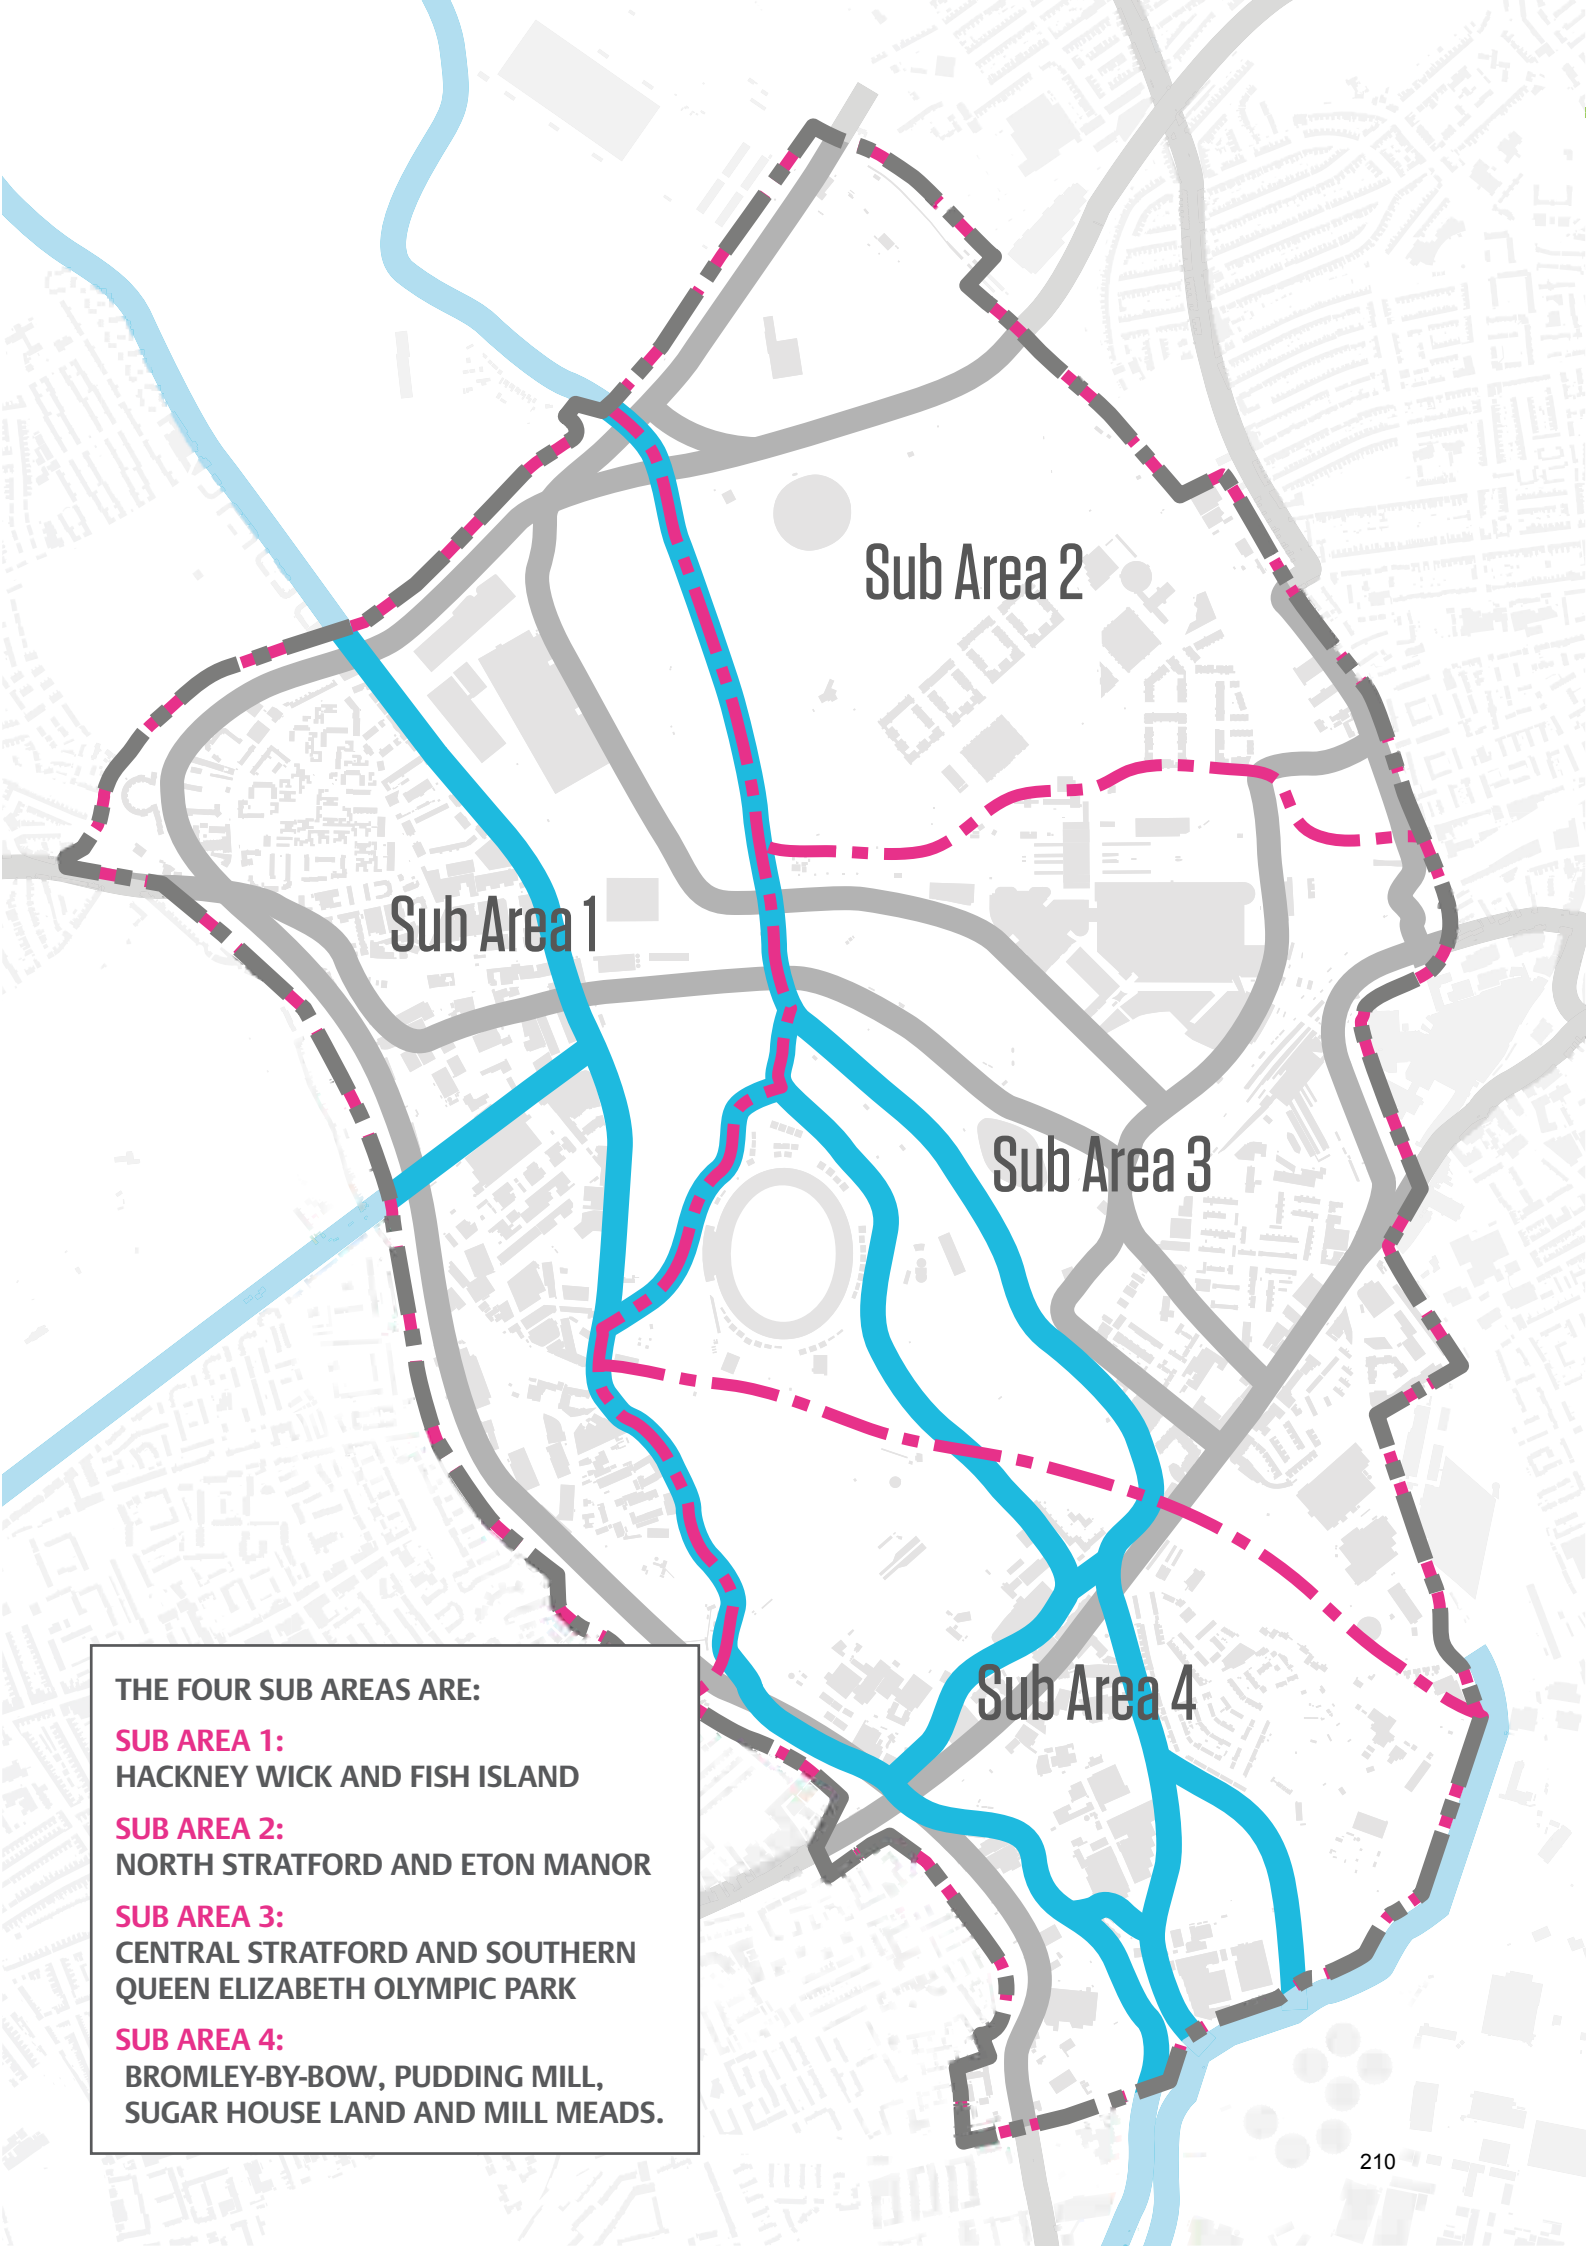 Sub Area 2
Sub Area 1
Sub Area 3
Sub Area 4
THE FOUR SUB AREAS ARE:
SUB AREA 1:
HACKNEY WICK AND FISH ISLAND
SUB AREA 2:
NORTH STRATFORD AND ETON MANOR
SUB AREA 3:
CENTRAL STRATFORD AND SOUTHERN
QUEEN ELIZABETH OLYMPIC PARK
SUB AREA 4:
BROMLEY-BY-BOW, PUDDING MILL,
SUGAR HOUSE LAND AND MILL MEADS.
210